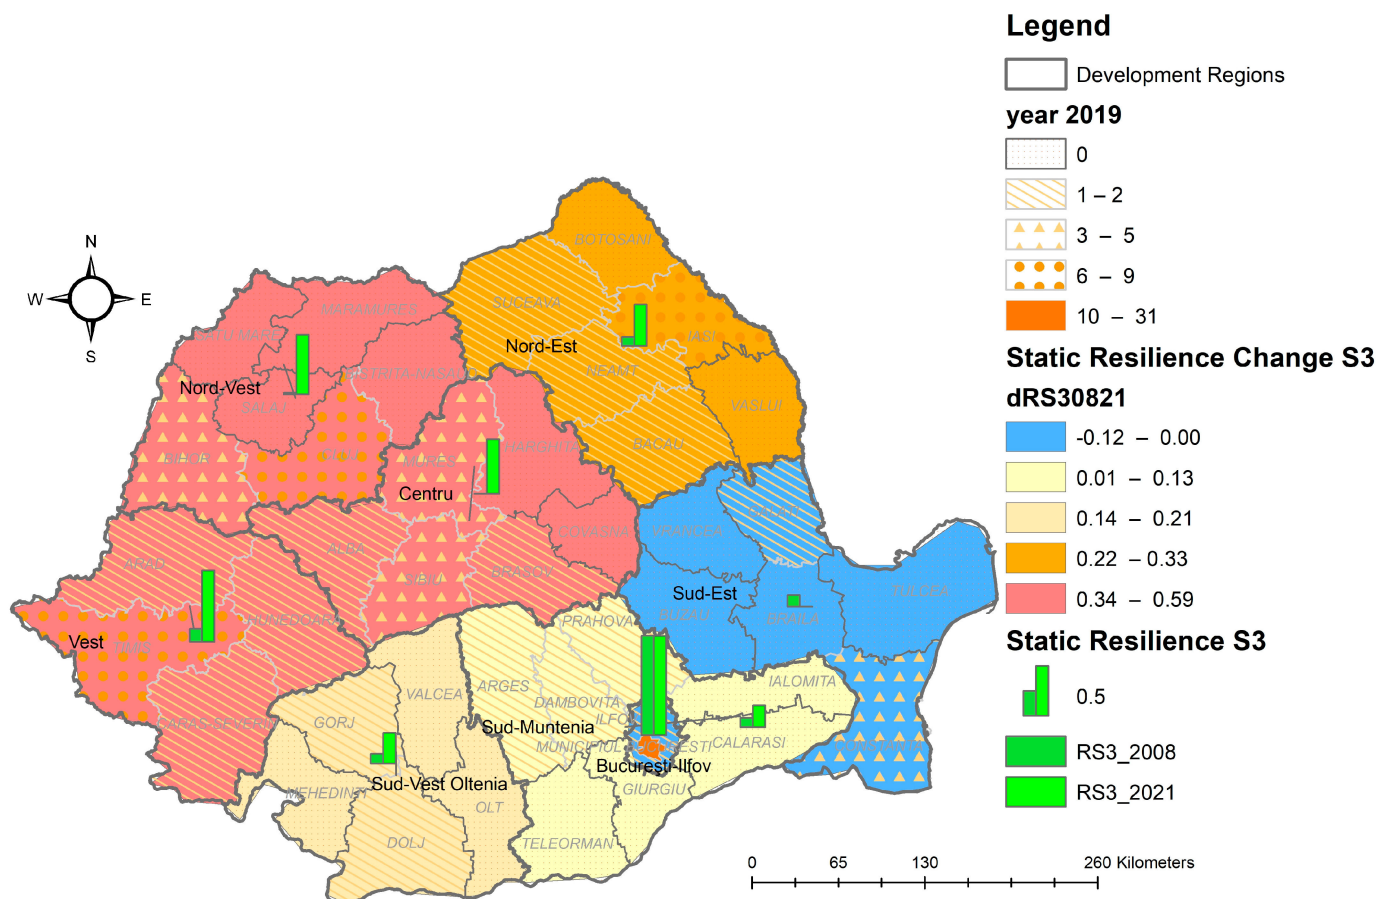 Legend
Development Regions
year 2019
0
1 – 2
3 – 5
6 – 9
10 – 31
Static Resilience Change S3
dRS30821
-0.12 – 0.00
0.01 – 0.13
0.14 – 0.21
0.22 – 0.33
0.34 – 0.59
Static Resilience S3
0.5
RS3_2008
RS3_2021
N
W
E
S
BOTOSANI
SUCEAVA
MARAMURES
IASI
Nord-Est
NEAMT
Nord-Vest
SALAJ
VASLUI
BACAU
HARGHITA
BIHOR
MURES
Centru
VRANCEA
COVASNA
ALBA
ARAD
SIBIU
BRASOV
Sud-Est
TULCEA
BUZAU
BRAILA
HUNEDOARA
PRAHOVA
Vest
TIMIS
IALOMITA
VALCEA
ARGES
DAMBOVITA
ILFOV
GORJ
CARAS-SEVERIN
Sud-Muntenia
MUNICIPIUL BUCURESTI
CALARASI
CONSTANTA
Bucuresti-Ilfov
Sud-Vest Oltenia
MEHEDINTI
GIURGIU
OLT
DOLJ
TELEORMAN
0 65 130 260 Kilometers